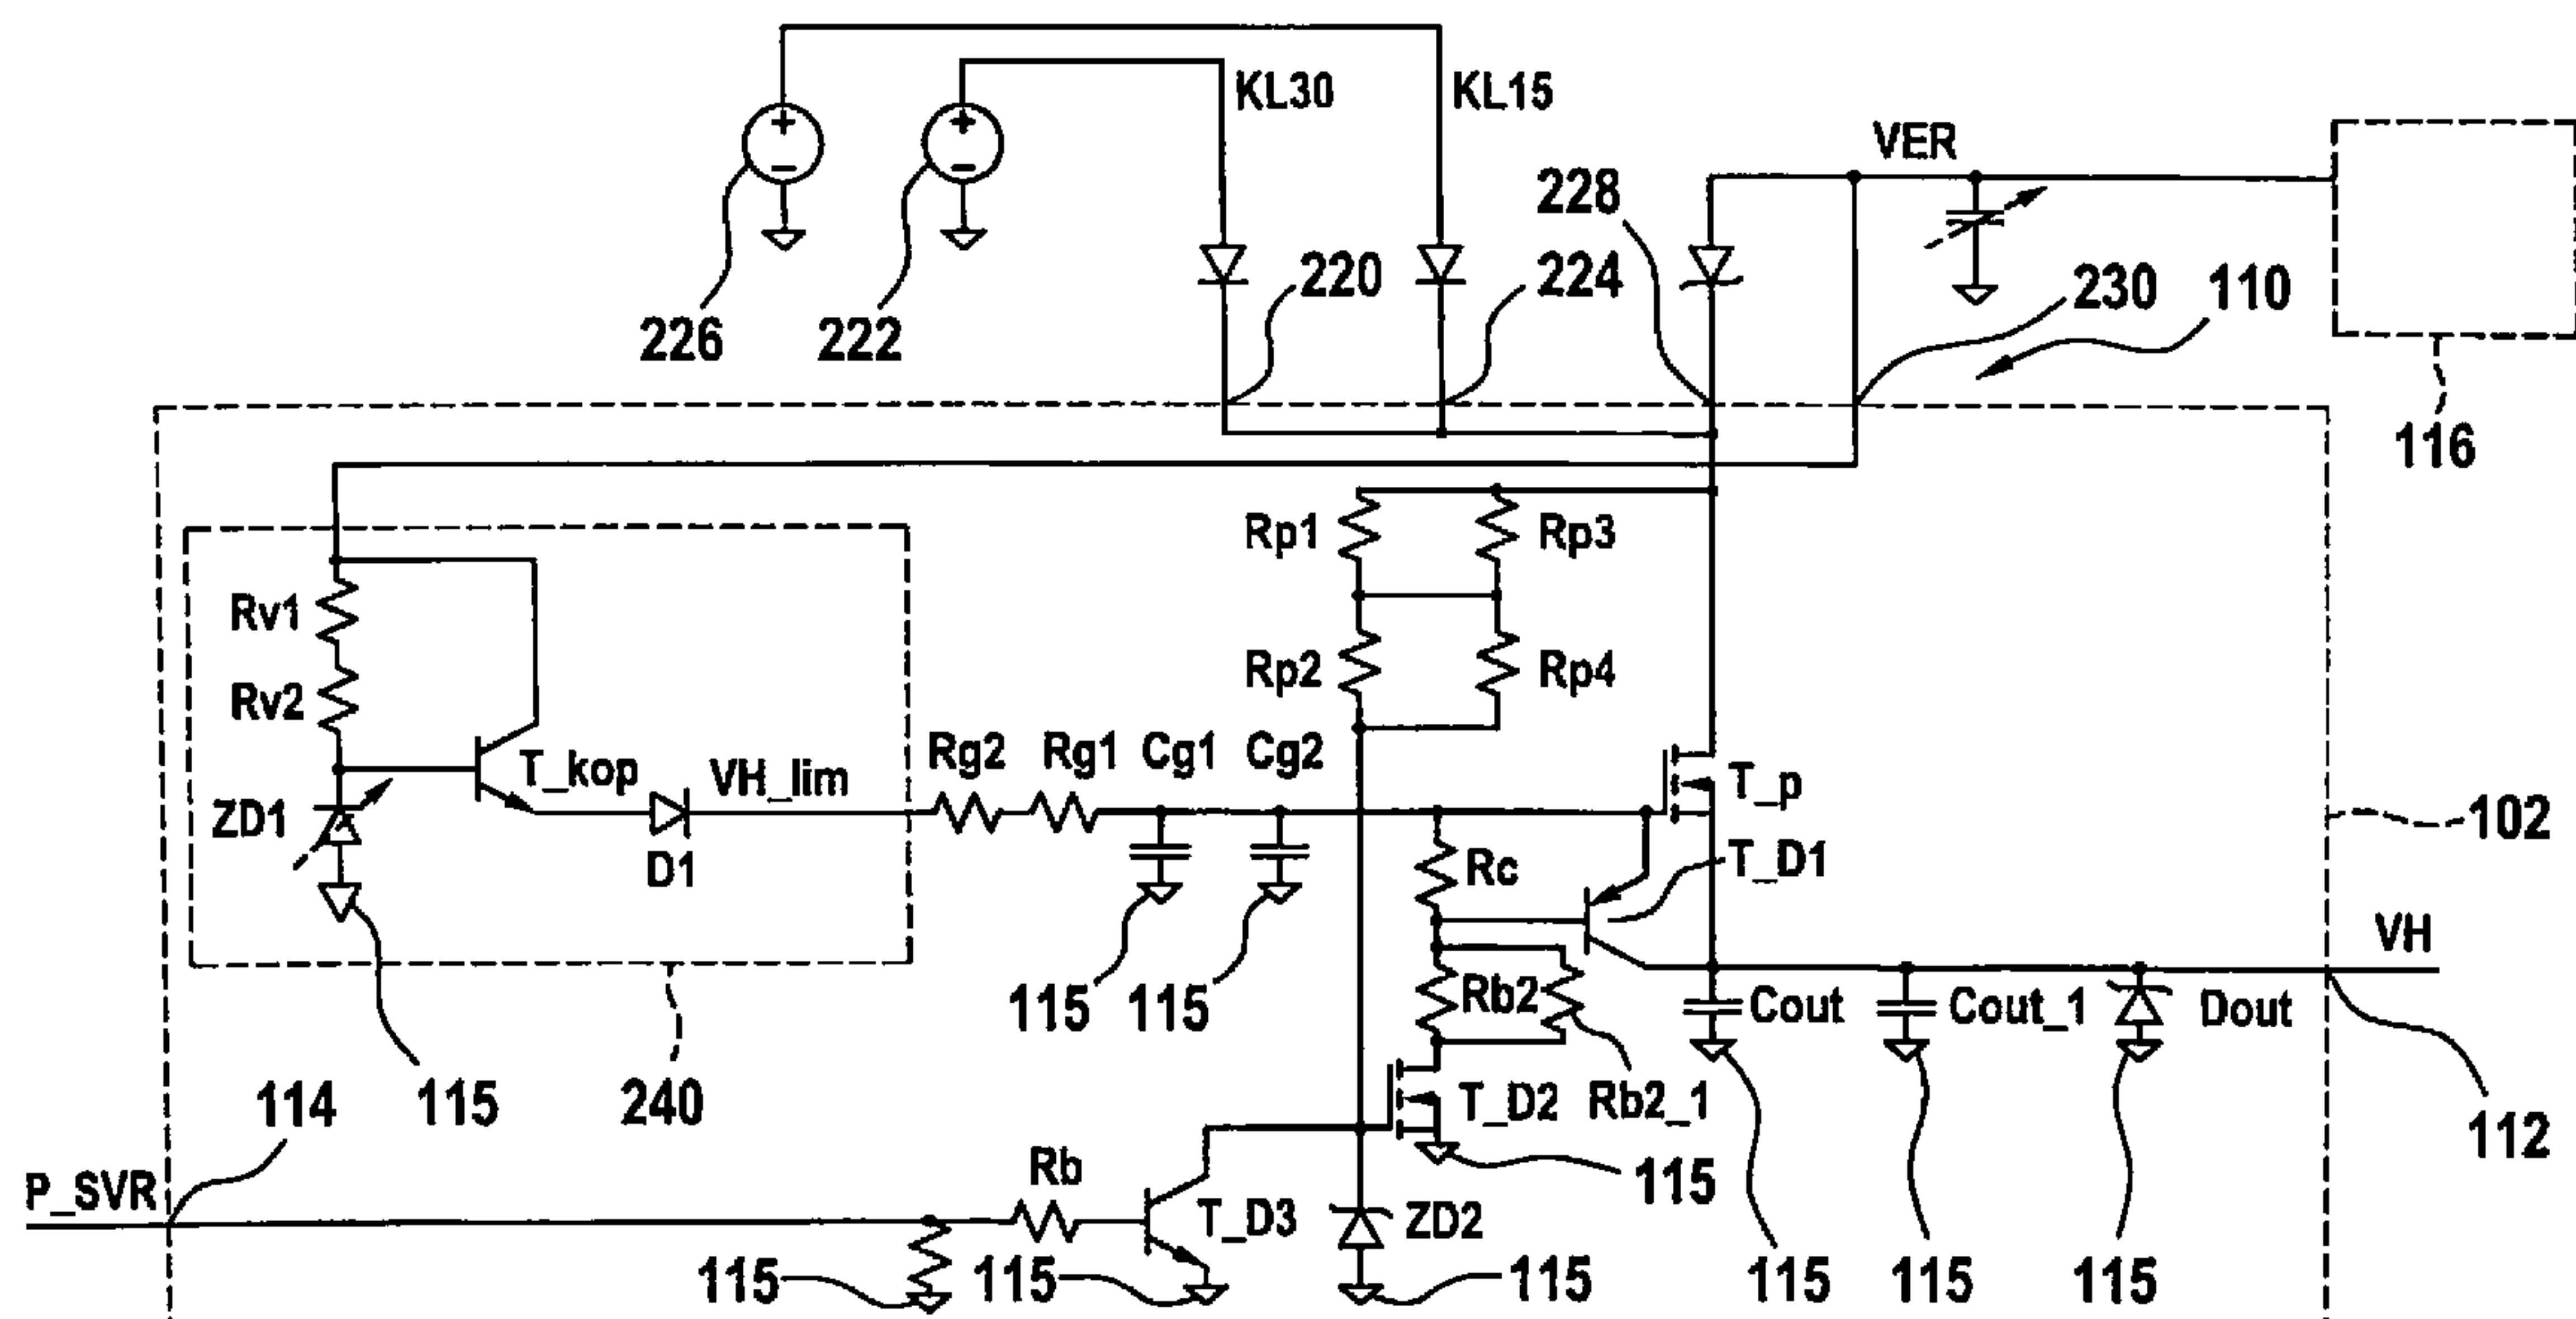 KL30
KL15
VER
228
226
222
220
224
230
110
116
Rp1
Rp3
Rv1
Rp2
Rp4
Rv2
T_kop
VH_lim
Rg2
Rg1
Cg1
Cg2
T_p
ZD1
D1
102
Rc
T_D1
VH
115
115
Rb2
Cout
Cout_1
Dout
114
115
240
T_D2
Rb2_1
112
P_SVR
Rb
115
T_D3
ZD2
115
115
115
115
115
115